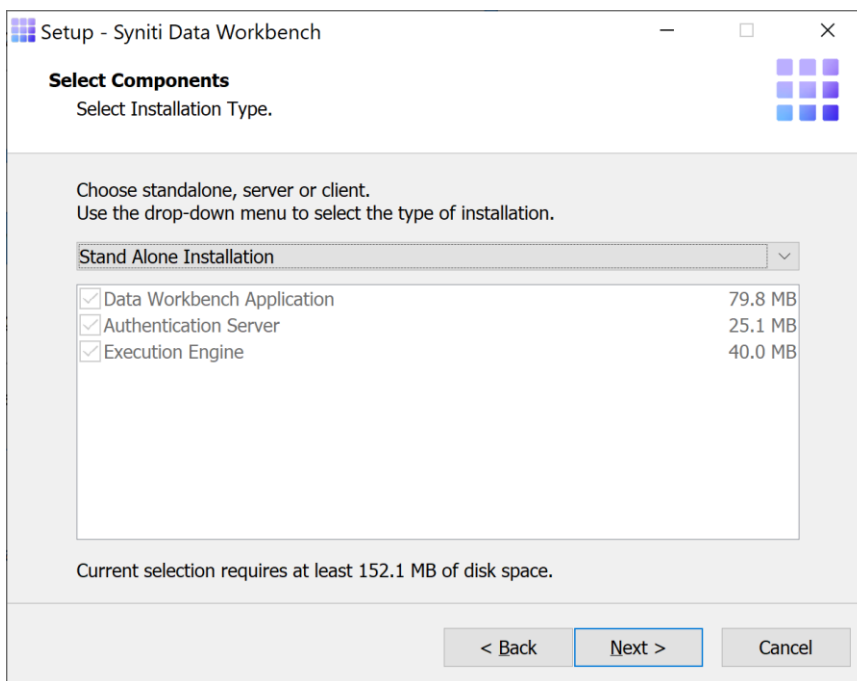 Setup - Syniti Data Workbench
Select Components
Select Installation Type.
Choose standalone, server or client.
Use the drop-down menu to select the type of installation.
Stand Alone Installation
Data Workbench Application 79.8 MB
Authentication Server 25.1 MB
Execution Engine 40.0 MB
Current selection requires at least 152.1 MB of disk space.
< Back Next > Cancel